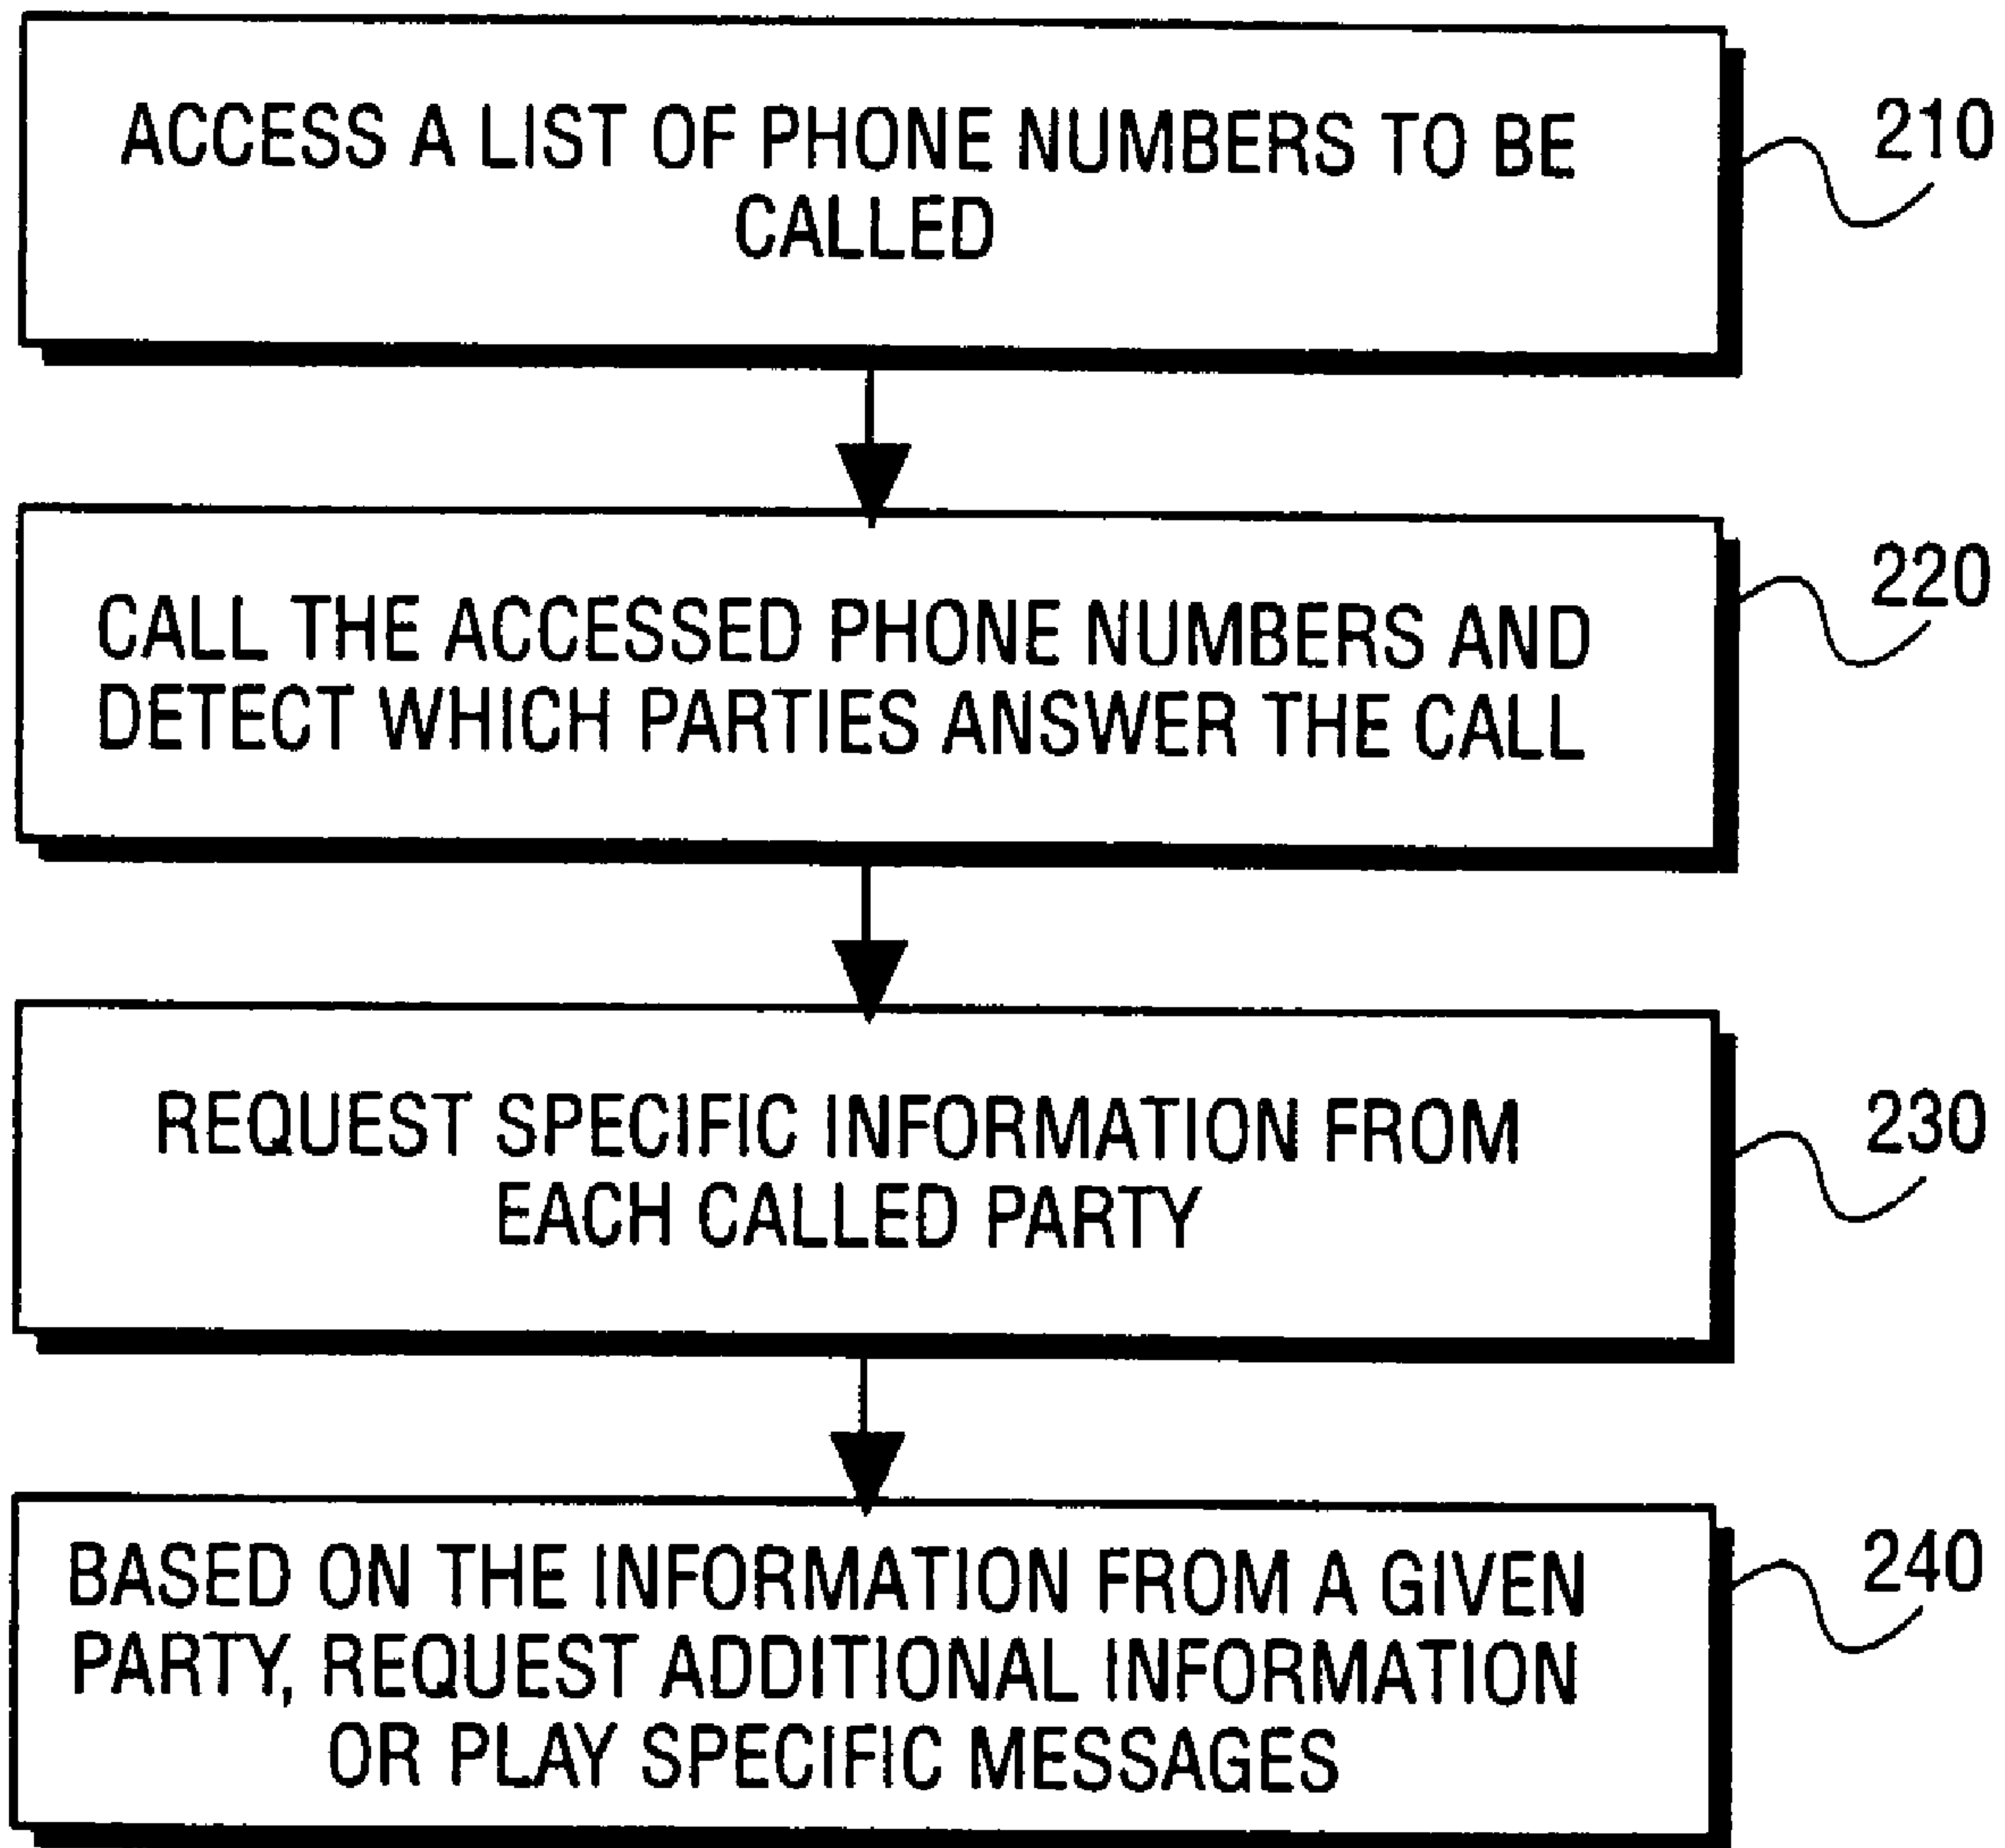 ACCESS A LIST OF PHONE NUMBERS TO BE
CALLED
210
CALL THE ACCESSED PHONE NUMBERS AND
DETECT WHICH PARTIES ANSWER THE CALL
220
REQUEST SPECIFIC INFORMATION FROM
EACH CALLED PARTY
230
BASED ON THE INFORMATION FROM A GIVEN
PARTY, REQUEST ADDITIONAL INFORMATION
OR PLAY SPECIFIC MESSAGES
240